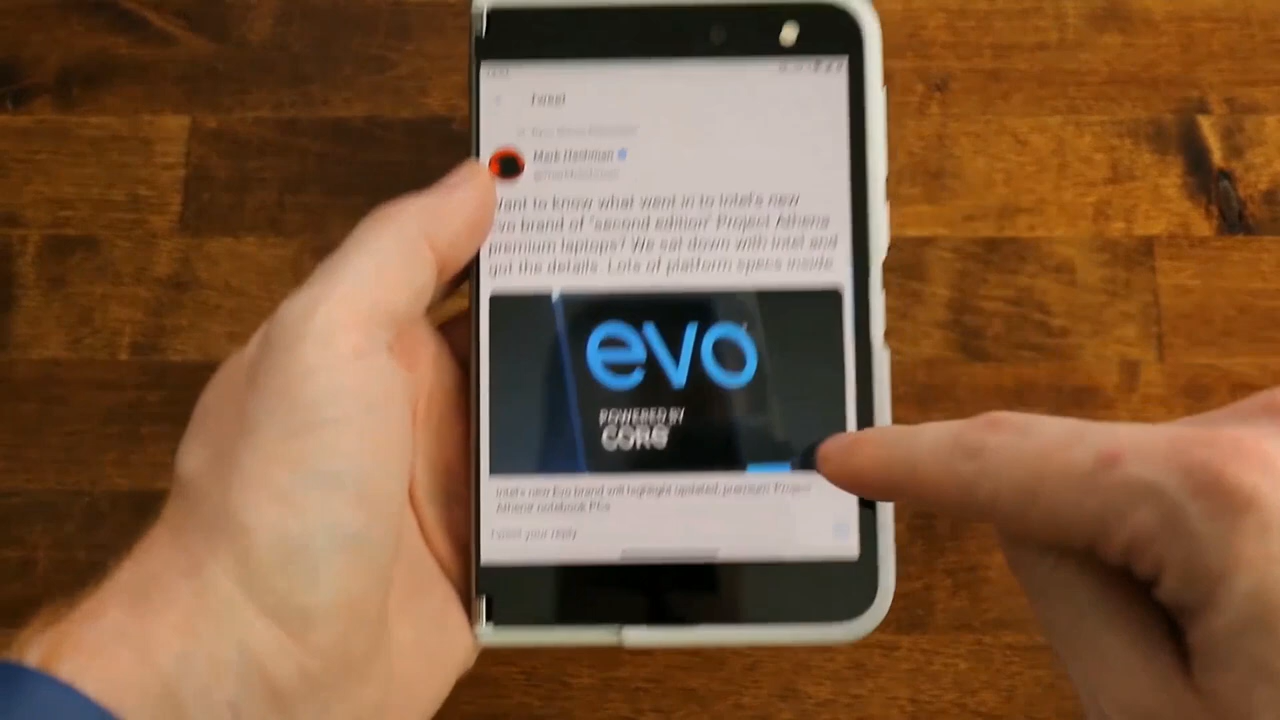 Tweet
Mark Hachman
Want to know what went in to Intel's new
Evo brand of "second edition" Project Athena
premium laptops? We sat down with Intel and
got the details. Lots of platform specs inside
evo
POWERED BY
CORE
Intel's new Evo brand will highlight updated, premium 'Project
Athena' notebook PCs
Tweet your reply